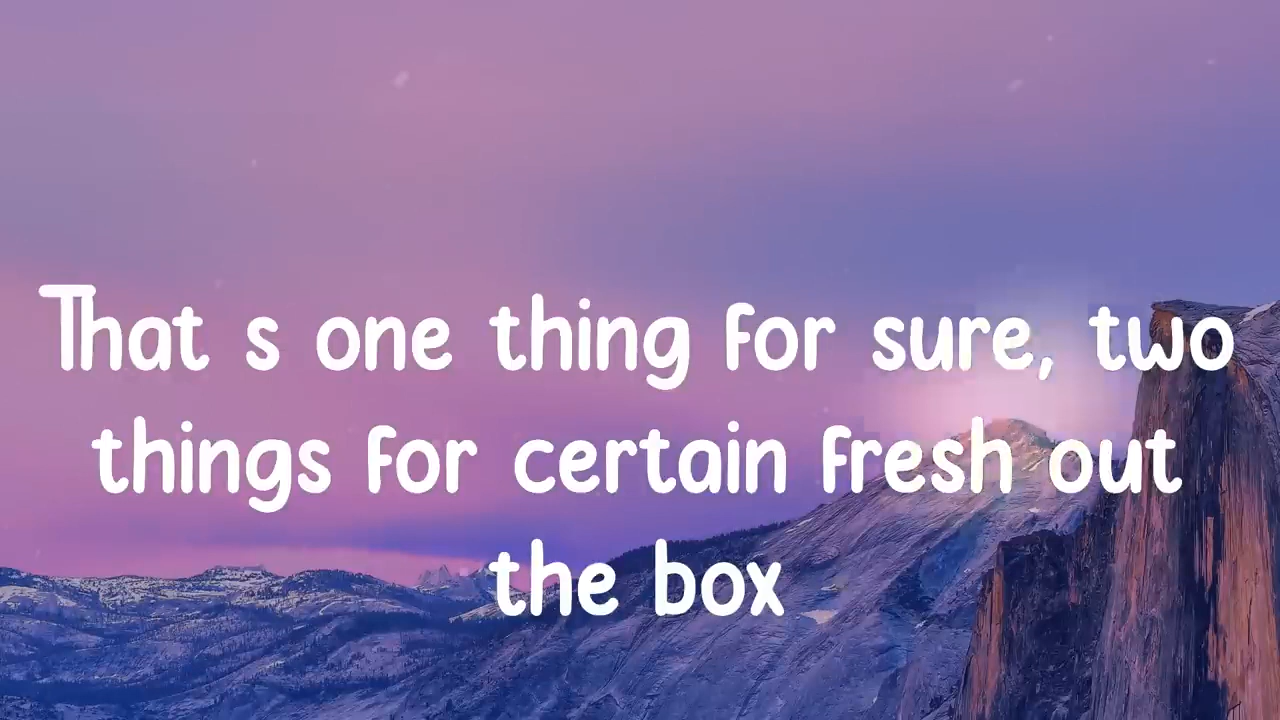 That s one thing for sure, two
things for certain fresh out
the box